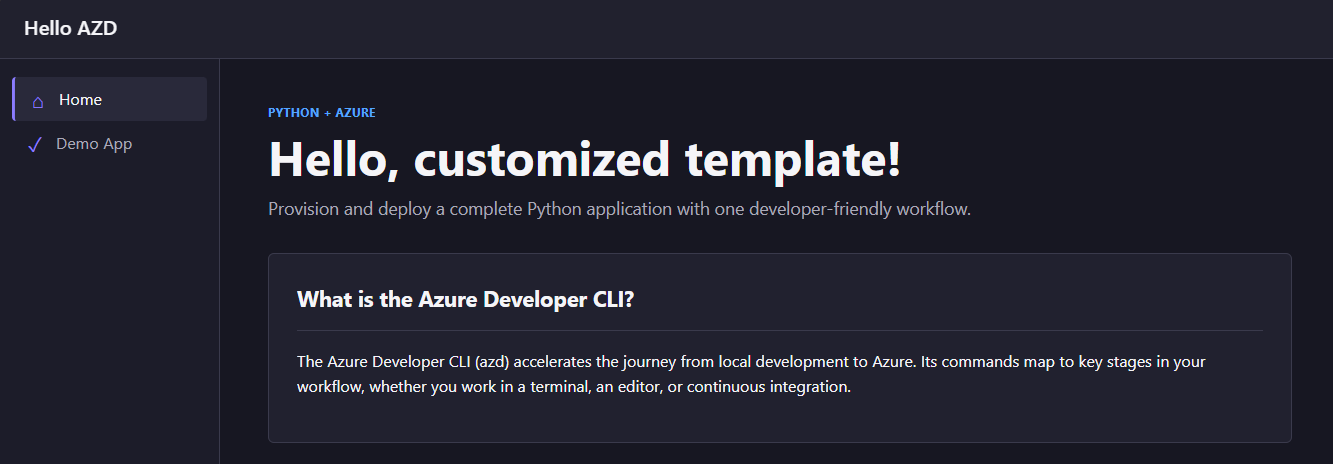 Hello AZD
Home
Demo App
PYTHON + AZURE
Hello, customized template!
Provision and deploy a complete Python application with one developer-friendly workflow.
What is the Azure Developer CLI?
The Azure Developer CLI (azd) accelerates the journey from local development to Azure. Its commands map to key stages in your
workflow, whether you work in a terminal, an editor, or continuous integration.